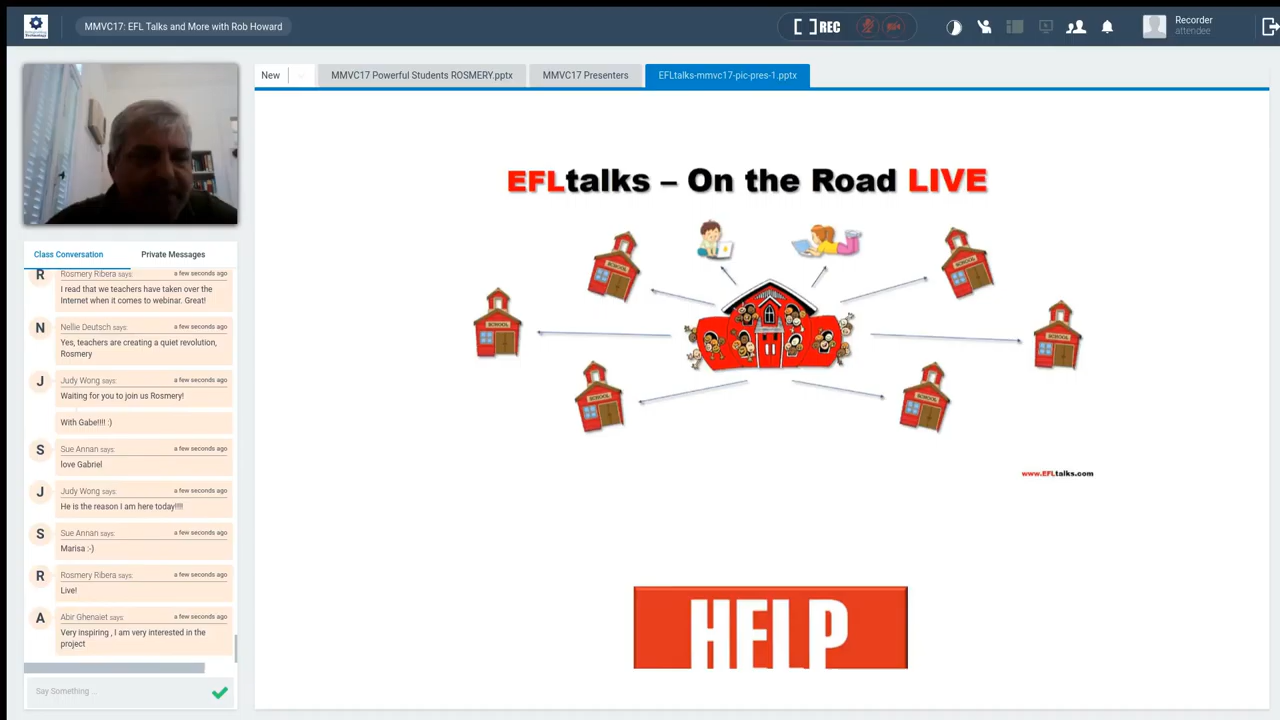 MMVC17: EFL Talks and More with Rob Howard
[ ] REC
Recorder
attendee
New
MMVC17 Powerful Students ROSMERY.pptx
MMVC17 Presenters
EFLtalks-mmvc17-pic-pres-1.pptx
Class Conversation
Private Messages
R
Rosmery Ribera says:
a few seconds ago
I read that we teachers have taken over the
Internet when it comes to webinar. Great!
N
Nellie Deutsch says:
a few seconds ago
Yes, teachers are creating a quiet revolution,
Rosmery
J
Judy Wong says:
a few seconds ago
Waiting for you to join us Rosmery!
With Gabe!!!! :)
S
Sue Annan says:
a few seconds ago
love Gabriel
J
Judy Wong says:
a few seconds ago
He is the reason I am here today!!!!
S
Sue Annan says:
a few seconds ago
Marisa :-)
R
Rosmery Ribera says:
a few seconds ago
Live!
A
Abir Ghenaiet says:
a few seconds ago
Very inspiring , I am very interested in the
project
Say Something ...
EFLtalks – On the Road LIVE
SCHOOL
SCHOOL
SCHOOL
SCHOOL
SCHOOL
SCHOOL
www.EFLtalks.com
HELP